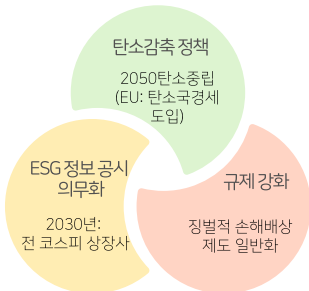 탄소감축 정책
2050탄소중립
(EU: 탄소국경세
도입)
ESG 정보 공시
의무화
2030년:
전 코스피 상장사
규제 강화
징벌적 손해배상
제도 일반화